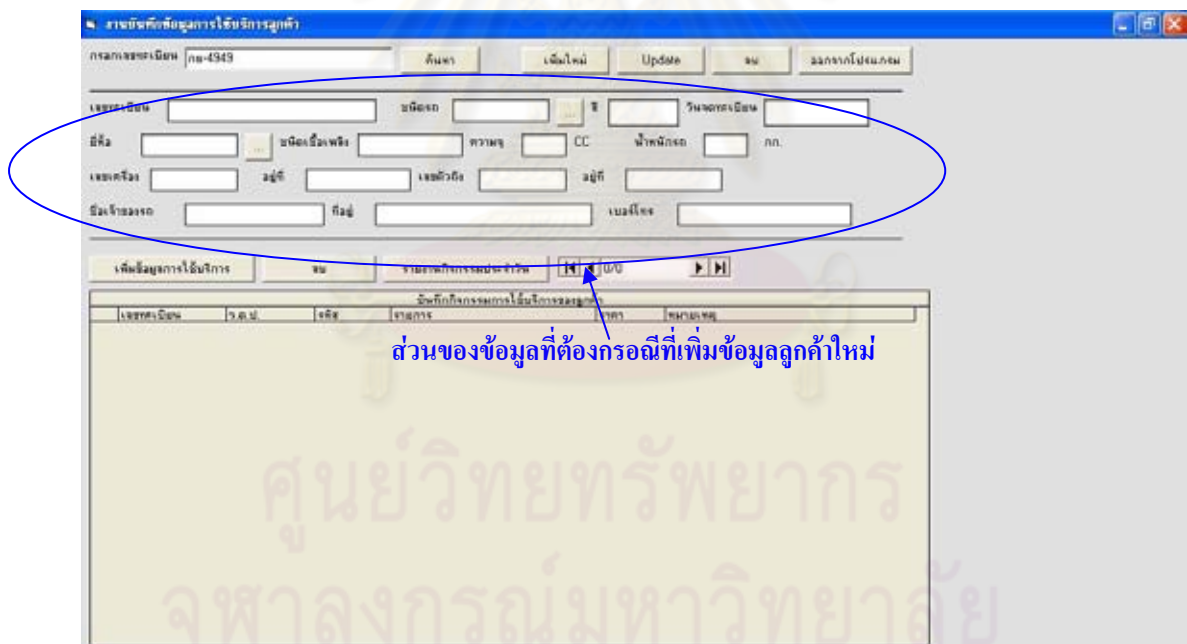 งานบันทึกข้อมูลการใช้บริการลูกค้า
กรอกเลขทะเบียน กย-4949 ค้นหา เพิ่มใหม่ Update ลบ ออกจากโปรแกรม
เลขทะเบียน ชนิดรถ ... ปี วันจดทะเบียน
ยี่ห้อ ... ชนิดเชื้อเพลิง ความจุ CC น้ำหนักรถ กก.
เลขเครื่อง อยู่ที่ เลขตัวถัง อยู่ที่
ชื่อเจ้าของรถ ที่อยู่ เบอร์โทร
เพิ่มข้อมูลการใช้บริการ ลบ รายงานกิจกรรมประจำวัน 0/0
บันทึกกิจกรรมการใช้บริการของลูกค้า
เลขทะเบียน ว.ด.ป. รหัส รายการ ราคา หมายเหตุ
ส่วนของข้อมูลที่ต้องกรอณีที่เพิ่มข้อมูลลูกค้าใหม่
ศูนย์วิทยทรัพยากร
จุฬาลงกรณ์มหาวิทยาลัย